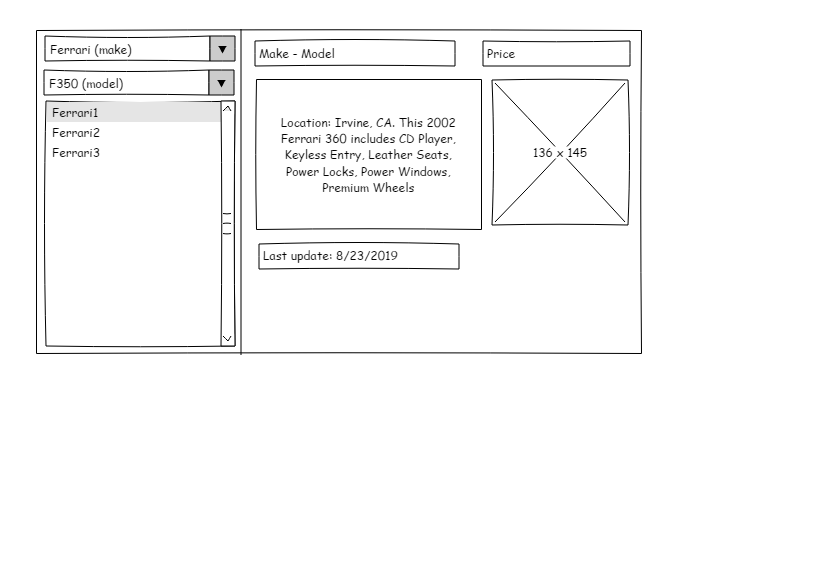 Ferrari (make)
F350 (model)
Ferrari1
Ferrari2
Ferrari3
Make - Model
Price
Location: Irvine, CA. This 2002
Ferrari 360 includes CD Player,
Keyless Entry, Leather Seats,
Power Locks, Power Windows,
Premium Wheels
136 x 145
Last update: 8/23/2019